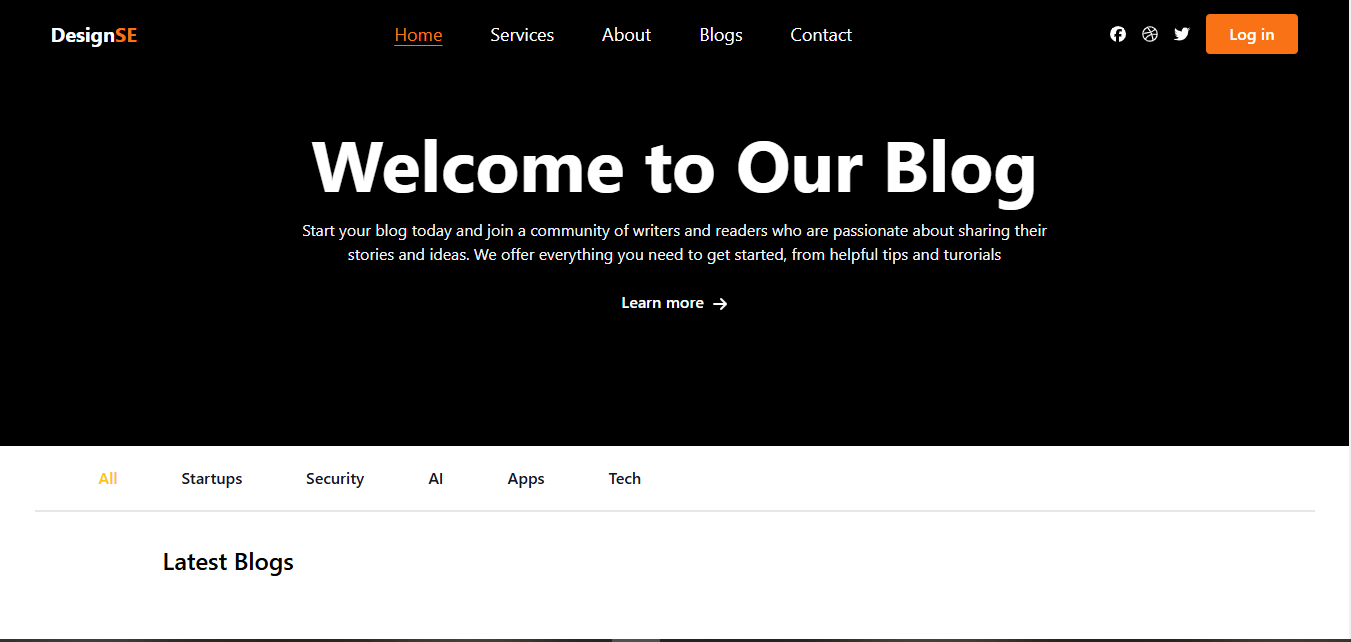 DesignSE
Home Services About Blogs Contact
Log in
Welcome to Our Blog
Start your blog today and join a community of writers and readers who are passionate about sharing their
stories and ideas. We offer everything you need to get started, from helpful tips and turorials
Learn more →
All Startups Security AI Apps Tech
Latest Blogs